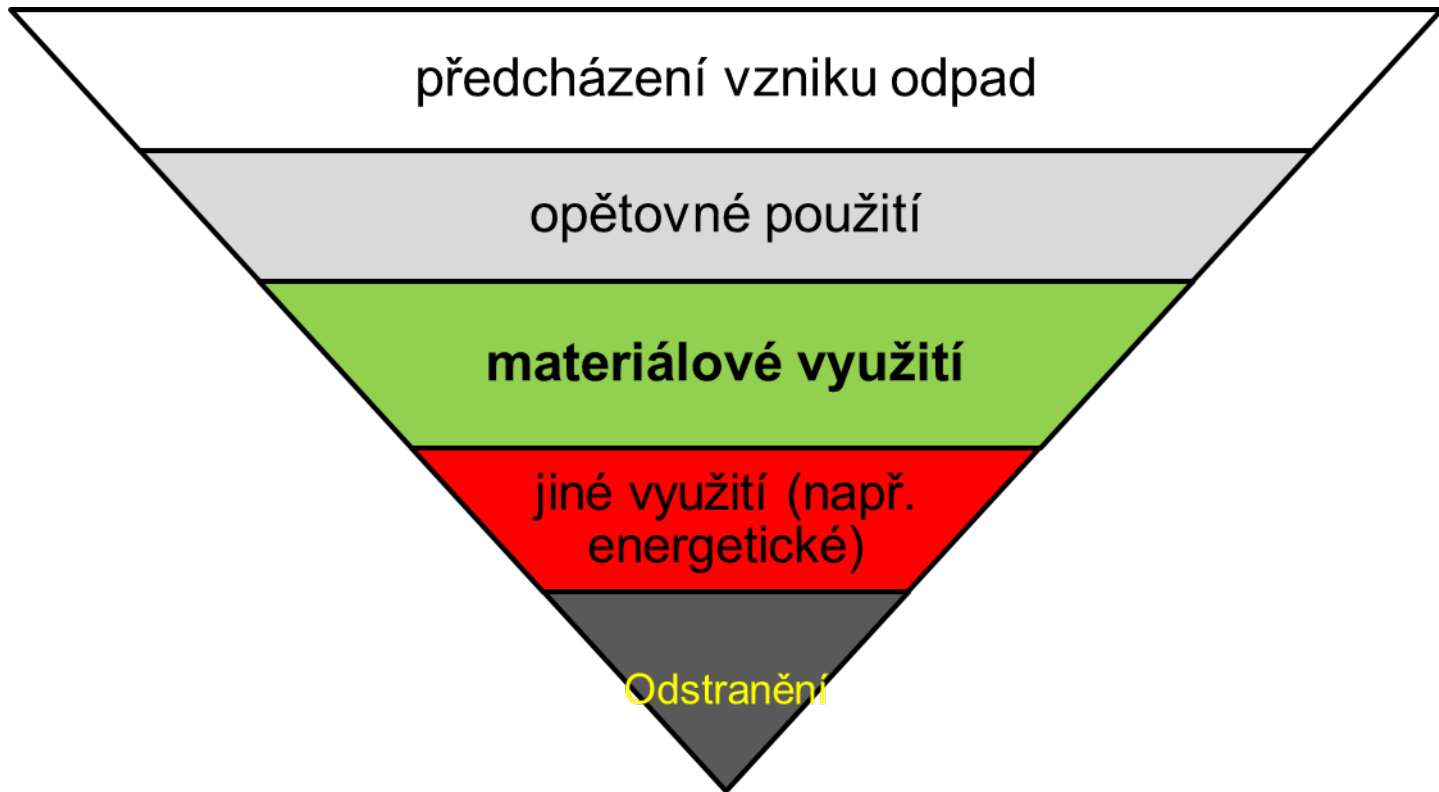 předcházení vzniku odpad
opětovné použití
materiálové využití
jiné využití (např.
energetické)
Odstranění